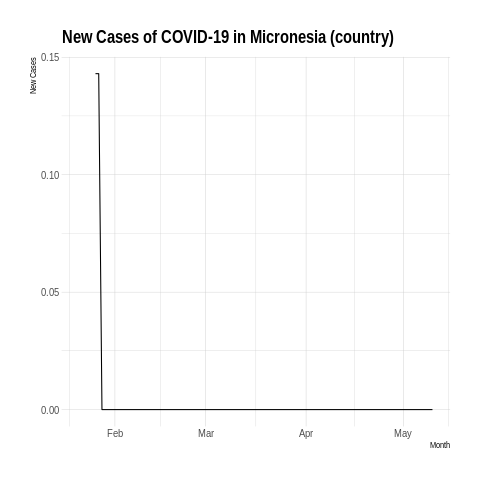 New Cases of COVID-19 in Micronesia (country)
New Cases
0.15
0.10
0.05
0.00
Feb Mar Apr May
Month